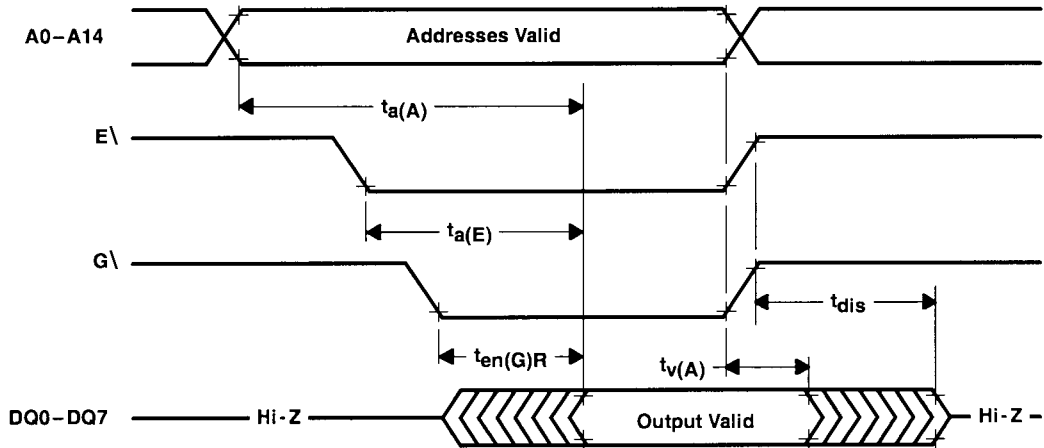 A0–A14
Addresses Valid
ta(A)
E\
ta(E)
G\
tdis
ten(G)R
tv(A)
DQ0–DQ7
Hi-Z
Output Valid
Hi-Z